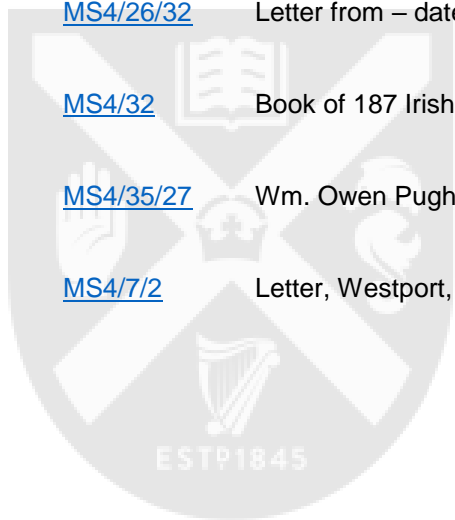 MS4/26/32 Letter from – date
MS4/32 Book of 187 Irish
MS4/35/27 Wm. Owen Pugh
MS4/7/2 Letter, Westport,
ESTD1845